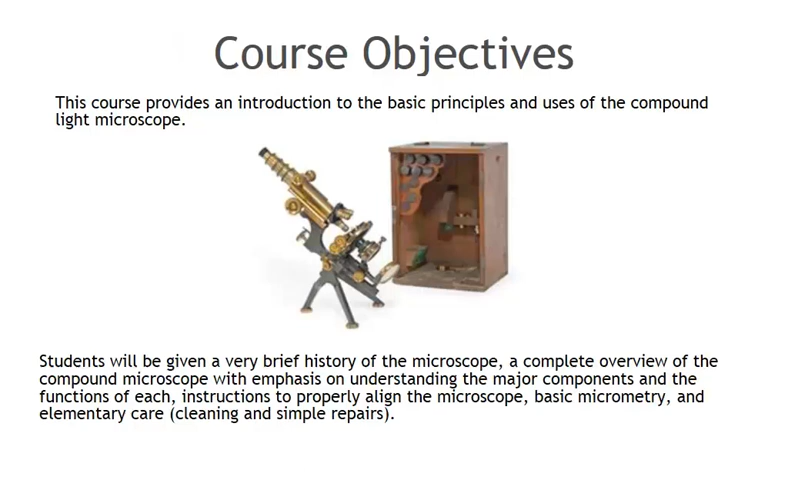 Course Objectives
This course provides an introduction to the basic principles and uses of the compound
light microscope.
Students will be given a very brief history of the microscope, a complete overview of the
compound microscope with emphasis on understanding the major components and the
functions of each, instructions to properly align the microscope, basic micrometry, and
elementary care (cleaning and simple repairs).